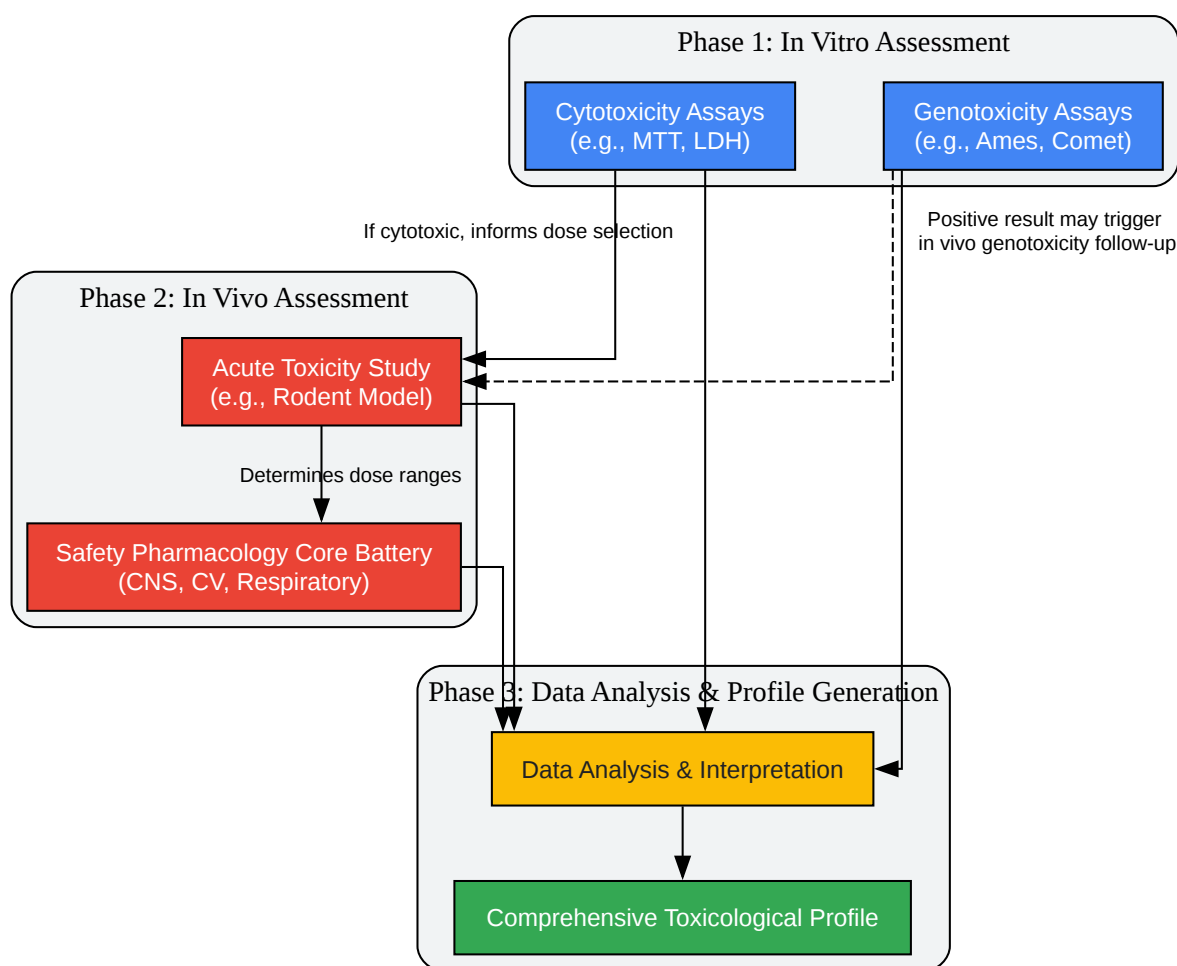 Phase 1: In Vitro Assessment
Cytotoxicity Assays
(e.g., MTT, LDH)
Genotoxicity Assays
(e.g., Ames, Comet)
If cytotoxic, informs dose selection
Positive result may trigger
in vivo genotoxicity follow-up
Phase 2: In Vivo Assessment
Acute Toxicity Study
(e.g., Rodent Model)
Determines dose ranges
Safety Pharmacology Core Battery
(CNS, CV, Respiratory)
Phase 3: Data Analysis & Profile Generation
Data Analysis & Interpretation
Comprehensive Toxicological Profile